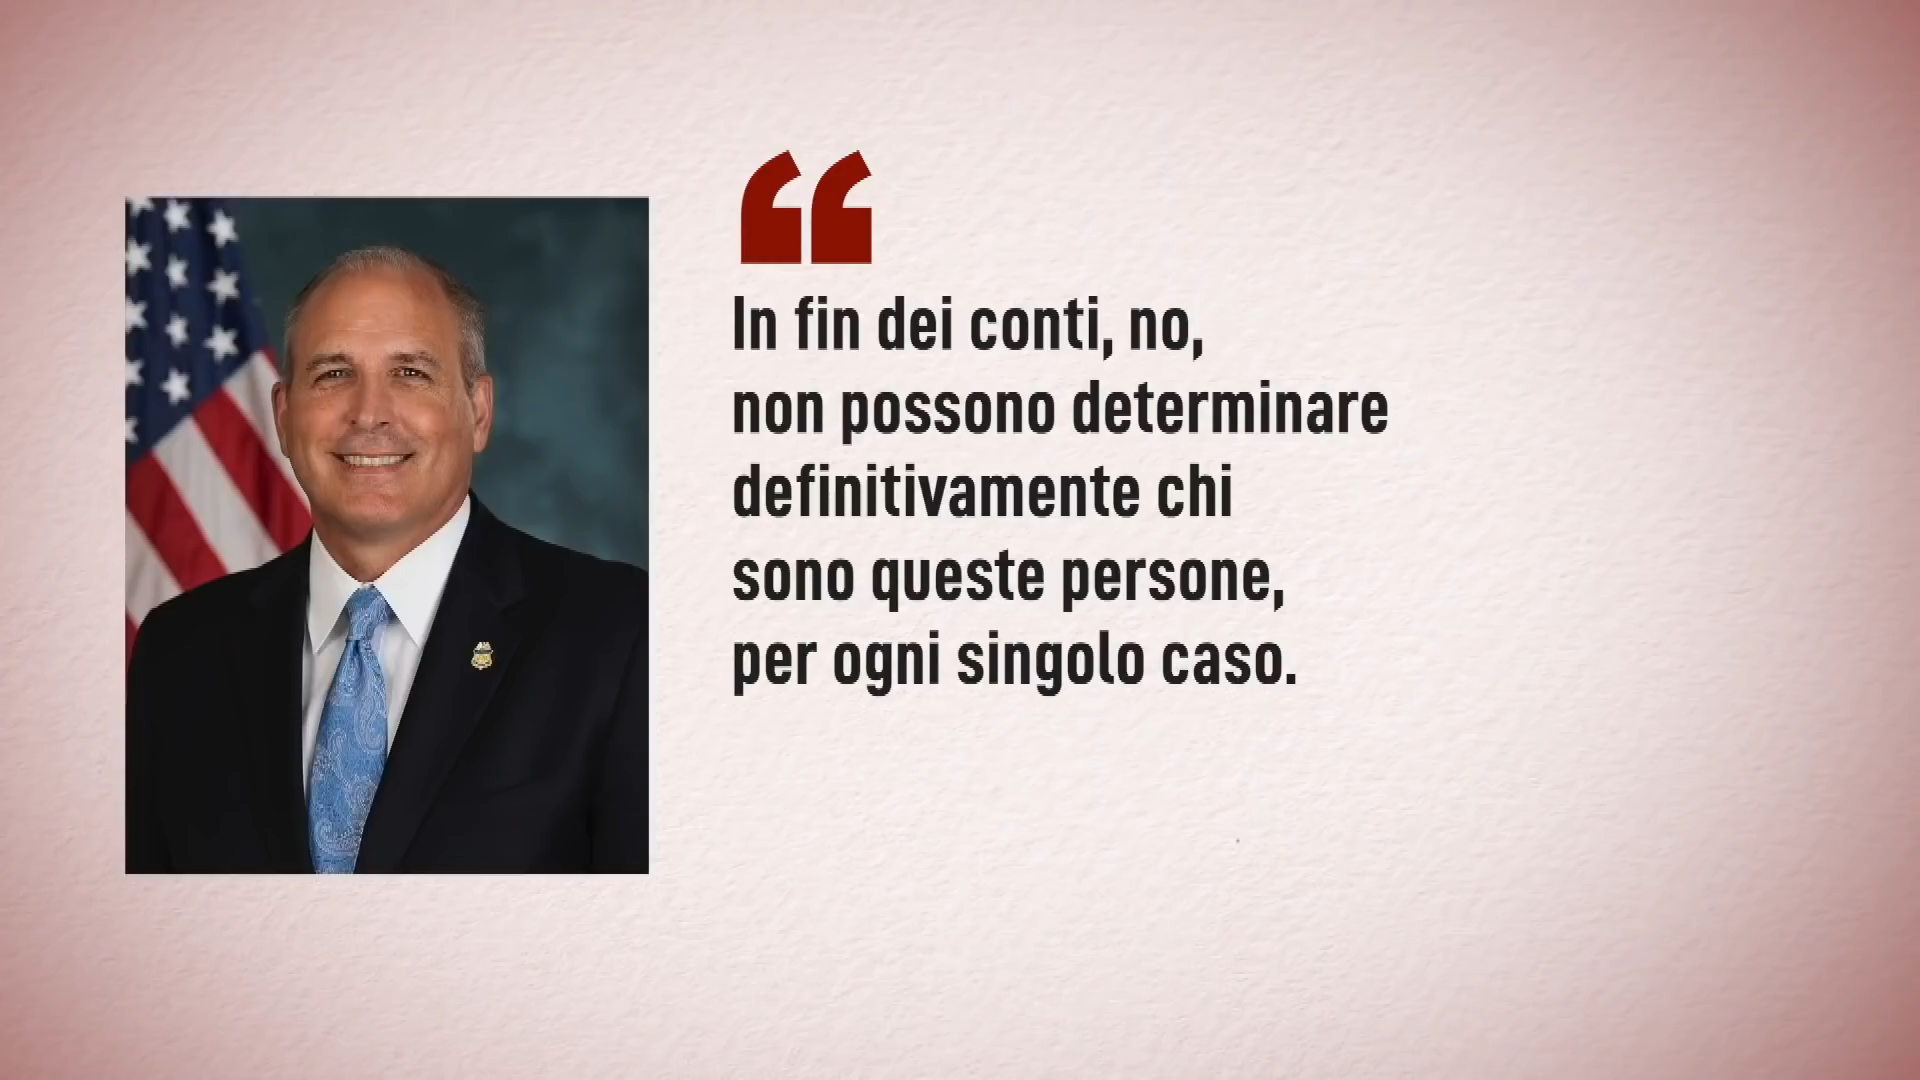 “
In fin dei conti, no,
non possono determinare
definitivamente chi
sono queste persone,
per ogni singolo caso.